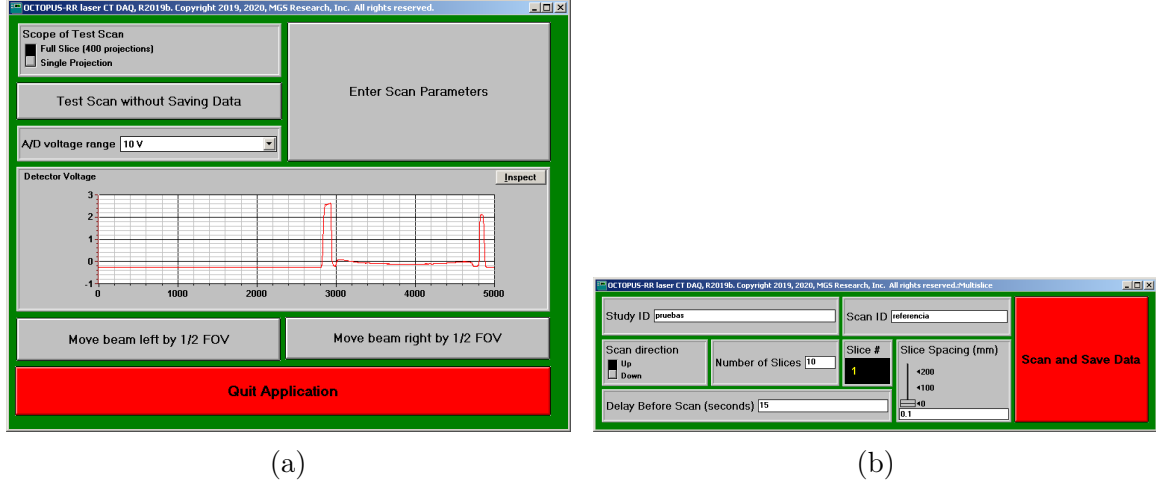 OCTOPUS-RR laser CT DAQ, R2019b. Copyright 2019, 2020, MGS Research, Inc. All rights reserved.
Scope of Test Scan
Full Slice (400 projections)
Single Projection
Test Scan without Saving Data
Enter Scan Parameters
A/D voltage range 10 V
Detector Voltage
Inspect
3
2
1
0
-1
0 1000 2000 3000 4000 5000
Move beam left by 1/2 FOV
Move beam right by 1/2 FOV
Quit Application
(a)
OCTOPUS-RR laser CT DAQ, R2019b. Copyright 2019, 2020, MGS Research, Inc. All rights reserved.:Multislice
Study ID pruebas
Scan ID referencia
Scan direction
Up
Down
Number of Slices 10
Slice #
1
Slice Spacing (mm)
200
100
0
0.1
Delay Before Scan (seconds) 15
Scan and Save Data
(b)